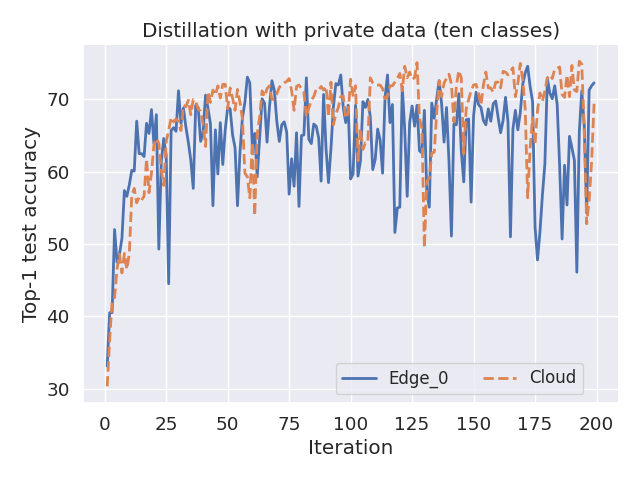 Distillation with private data (ten classes)
Top-1 test accuracy
70
60
50
40
30
Edge_0
Cloud
0
25
50
75
100
125
150
175
200
Iteration